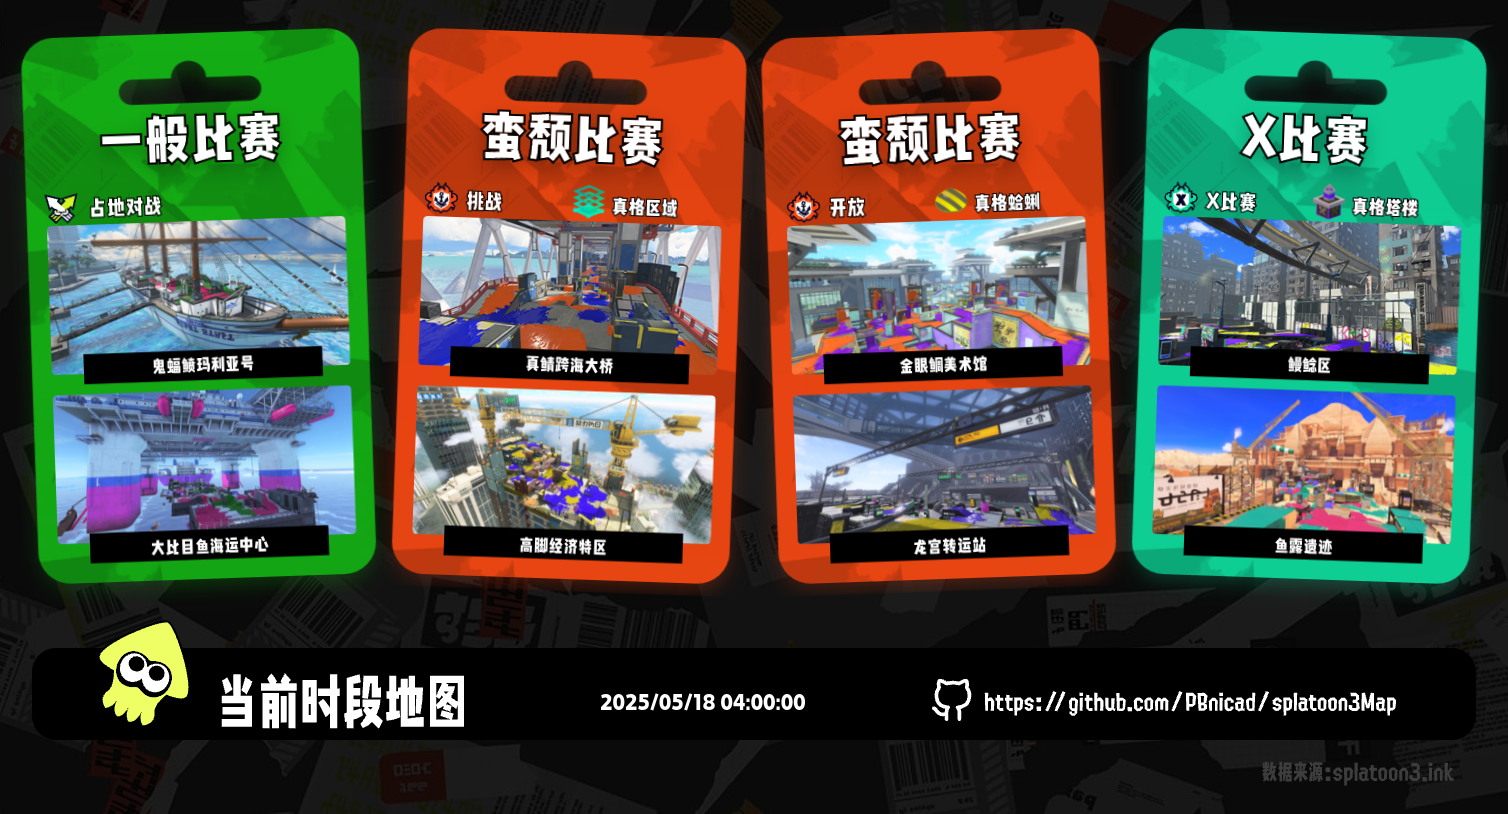 一般比赛
占地对战
鬼蝠鲼玛利亚号
大比目鱼海运中心
蛮颓比赛
挑战
真格区域
真鲭跨海大桥
高脚经济特区
蛮颓比赛
开放
真格蛤蜊
金眼鲷美术馆
龙宫转运站
X比赛
X比赛
真格塔楼
鳗鲶区
鱼露遗迹
当前时段地图
2025/05/18 04:00:00
https://github.com/PBnicad/splatoon3Map
数据来源:splatoon3.ink